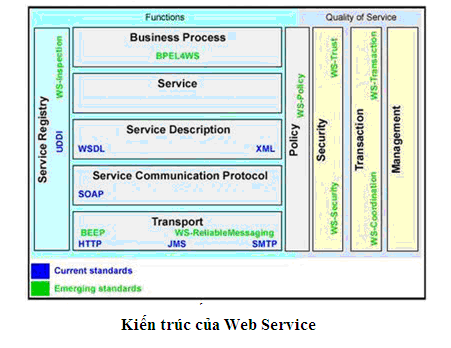 Functions
Quality of Service
Service Registry
UDDI
WS-Inspection
Business Process
BPEL4WS
Service
Service Description
WSDL
XML
Service Communication Protocol
SOAP
Transport
BEEP
WS-ReliableMessaging
HTTP
JMS
SMTP
Policy
WS-Policy
Security
WS-Trust
WS-Security
Transaction
WS-Transaction
WS-Coordination
Management
Current standards
Emerging standards
Kiến trúc của Web Service